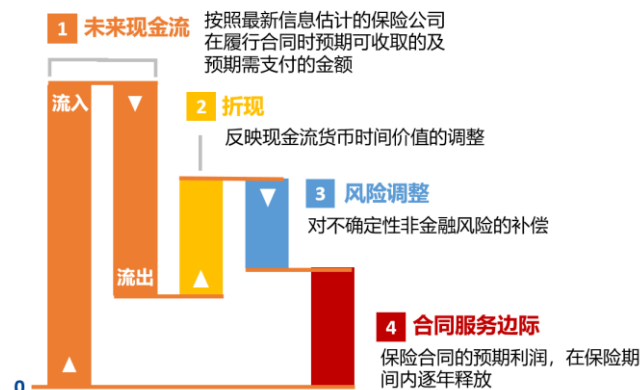 1 未来现金流
按照最新信息估计的保险公司
在履行合同时预期可收取的及
预期需支付的金额
流入
2 折现
反映现金流货币时间价值的调整
3 风险调整
对不确定性非金融风险的补偿
流出
4 合同服务边际
保险合同的预期利润，在保险期
间内逐年释放
0